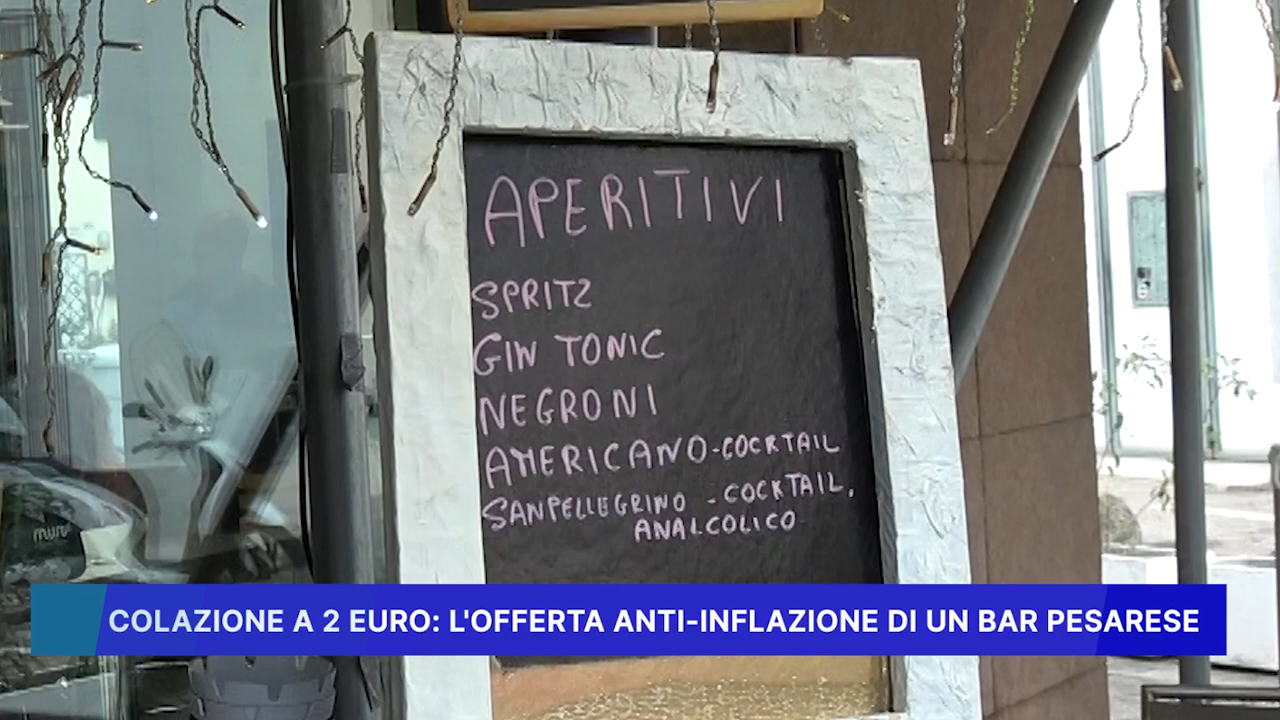 APERITIVI
SPRITZ
GIN TONIC
NEGRONI
AMERICANO-COCKTAIL
SANPELLEGRINO - COCKTAIL.
ANALCOLICO
COLAZIONE A 2 EURO: L'OFFERTA ANTI-INFLAZIONE DI UN BAR PESARESE